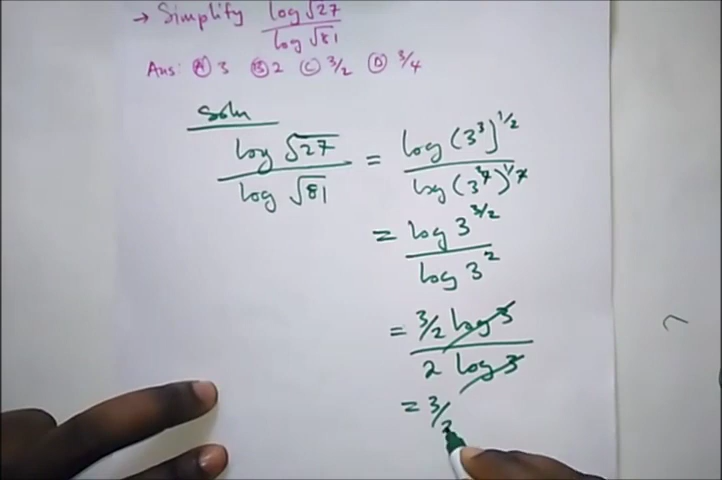 → Simplify log √27 / log √81
Ans: Ⓐ 3 Ⓑ 2 Ⓒ 3/2 Ⓓ 3/4
Soln
log √27 / log √81 = log (3³)^1/2 / log (3⁴)^1/2
= log 3^3/2 / log 3²
= 3/2 log 3 / 2 log 3
= 3/2